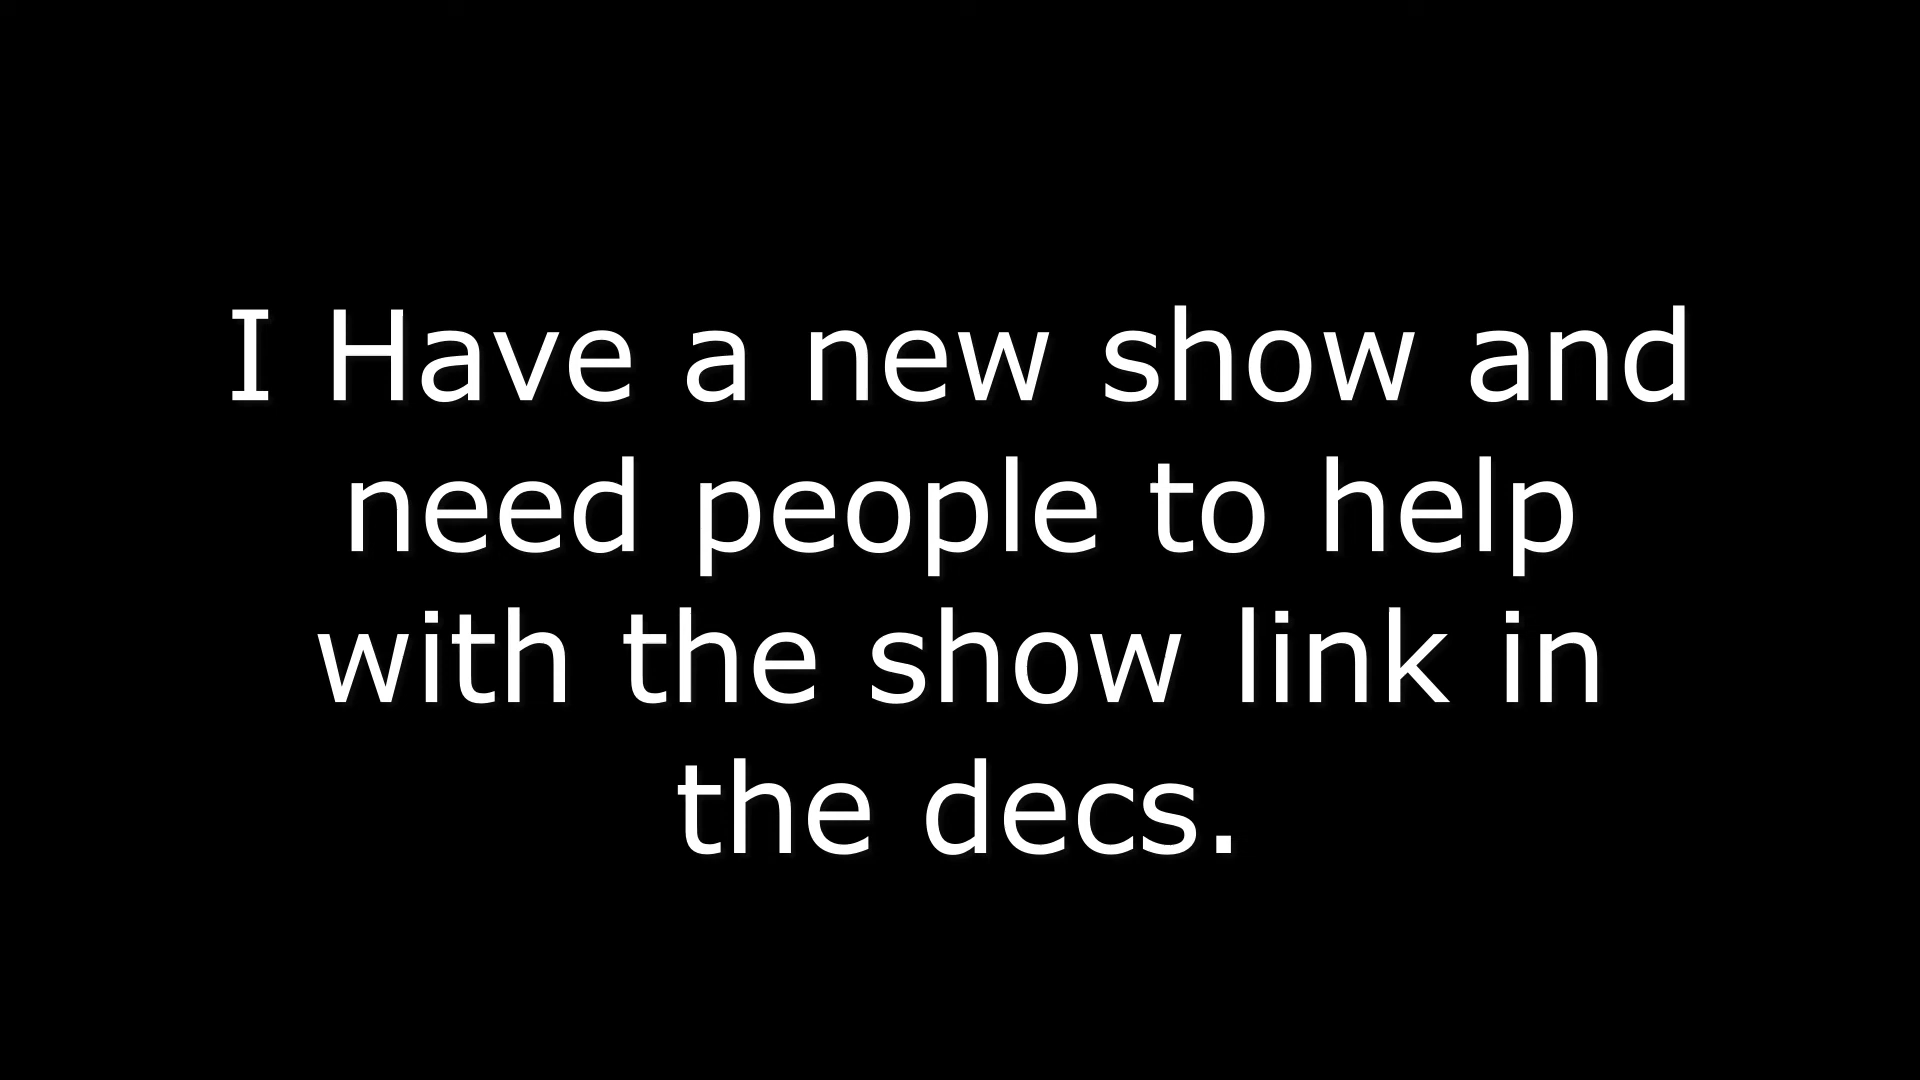 I Have a new show and
need people to help
with the show link in
the decs.